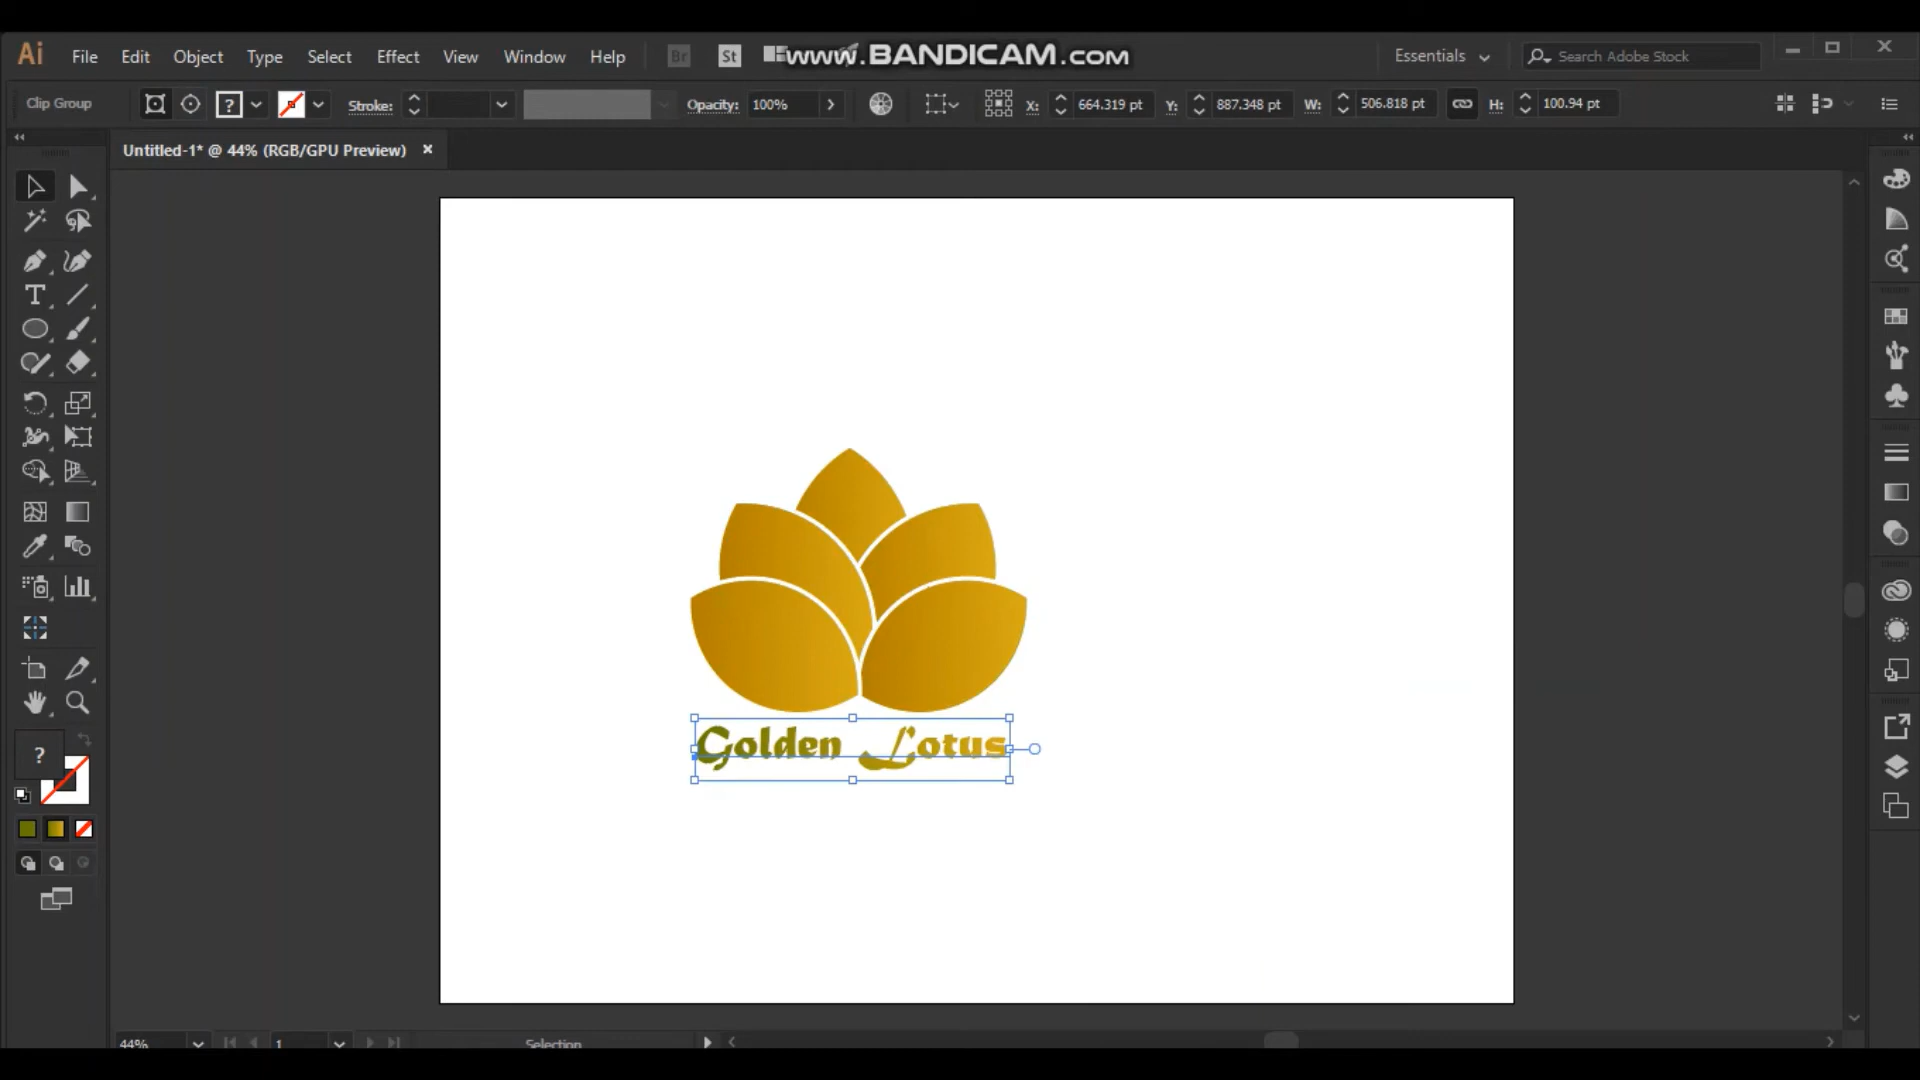 Ai File Edit Object Type Select Effect View Window Help Br St www.BANDICAM.com Essentials Search Adobe Stock
Clip Group ? Stroke: Opacity: 100% X: 664.319 pt Y: 887.348 pt W: 506.818 pt H: 100.94 pt
Untitled-1* @ 44% (RGB/GPU Preview)
Golden Lotus
?
44% 1 Selection